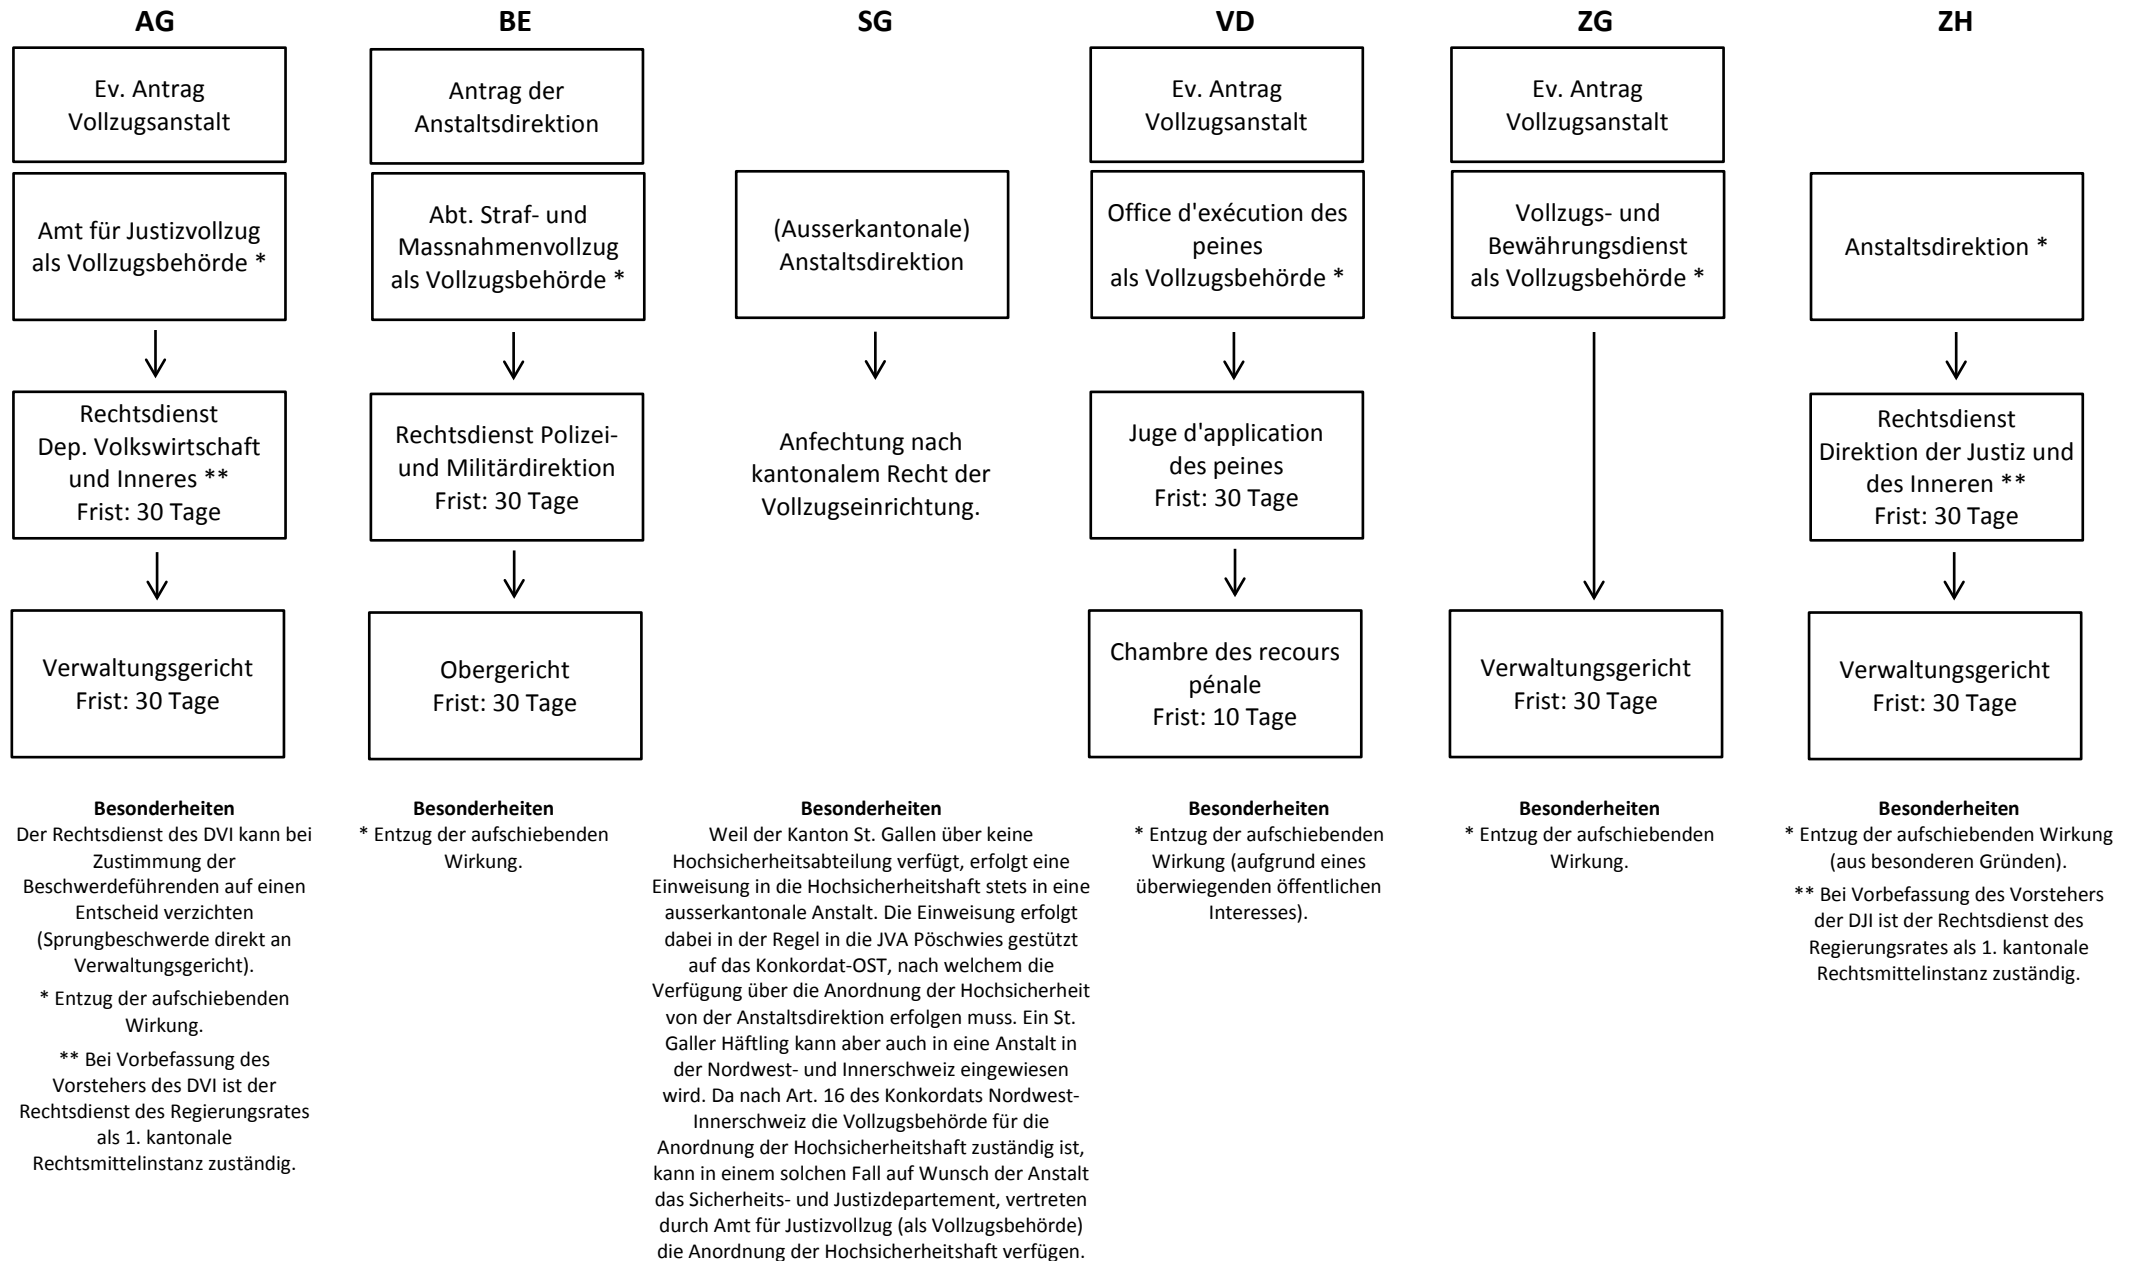 AG
Ev. Antrag
Vollzugsanstalt
Amt für Justizvollzug
als Vollzugsbehörde *
Rechtsdienst
Dep. Volkswirtschaft
und Inneres **
Frist: 30 Tage
Verwaltungsgericht
Frist: 30 Tage
Besonderheiten
Der Rechtsdienst des DVI kann bei
Zustimmung der
Beschwerdeführenden auf einen
Entscheid verzichten
(Sprungbeschwerde direkt an
Verwaltungsgericht).
* Entzug der aufschiebenden
Wirkung.
** Bei Vorbefassung des
Vorstehers des DVI ist der
Rechtsdienst des Regierungsrates
als 1. kantonale
Rechtsmittelinstanz zuständig.
BE
Antrag der
Anstaltsdirektion
Abt. Straf- und
Massnahmenvollzug
als Vollzugsbehörde *
Rechtsdienst Polizei-
und Militärdirektion
Frist: 30 Tage
Obergericht
Frist: 30 Tage
Besonderheiten
* Entzug der aufschiebenden
Wirkung.
SG
(Ausserkantonale)
Anstaltsdirektion
Anfechtung nach
kantonalem Recht der
Vollzugseinrichtung.
Besonderheiten
Weil der Kanton St. Gallen über keine
Hochsicherheitsabteilung verfügt, erfolgt eine
Einweisung in die Hochsicherheitshaft stets in eine
ausserkantonale Anstalt. Die Einweisung erfolgt
dabei in der Regel in die JVA Pöschwies gestützt
auf das Konkordat-OST, nach welchem die
Verfügung über die Anordnung der Hochsicherheit
von der Anstaltsdirektion erfolgen muss. Ein St.
Galler Häftling kann aber auch in eine Anstalt in
der Nordwest- und Innerschweiz eingewiesen
wird. Da nach Art. 16 des Konkordats Nordwest-
Innerschweiz die Vollzugsbehörde für die
Anordnung der Hochsicherheitshaft zuständig ist,
kann in einem solchen Fall auf Wunsch der Anstalt
das Sicherheits- und Justizdepartement, vertreten
durch Amt für Justizvollzug (als Vollzugsbehörde)
die Anordnung der Hochsicherheitshaft verfügen.
VD
Ev. Antrag
Vollzugsanstalt
Office d'exécution des
peines
als Vollzugsbehörde *
Juge d'application
des peines
Frist: 30 Tage
Chambre des recours
pénale
Frist: 10 Tage
Besonderheiten
* Entzug der aufschiebenden
Wirkung (aufgrund eines
überwiegenden öffentlichen
Interesses).
ZG
Ev. Antrag
Vollzugsanstalt
Vollzugs- und
Bewährungsdienst
als Vollzugsbehörde *
Verwaltungsgericht
Frist: 30 Tage
Besonderheiten
* Entzug der aufschiebenden
Wirkung.
ZH
Anstaltsdirektion *
Rechtsdienst
Direktion der Justiz und
des Inneren **
Frist: 30 Tage
Verwaltungsgericht
Frist: 30 Tage
Besonderheiten
* Entzug der aufschiebenden Wirkung
(aus besonderen Gründen).
** Bei Vorbefassung des Vorstehers
der DJI ist der Rechtsdienst des
Regierungsrates als 1. kantonale
Rechtsmittelinstanz zuständig.